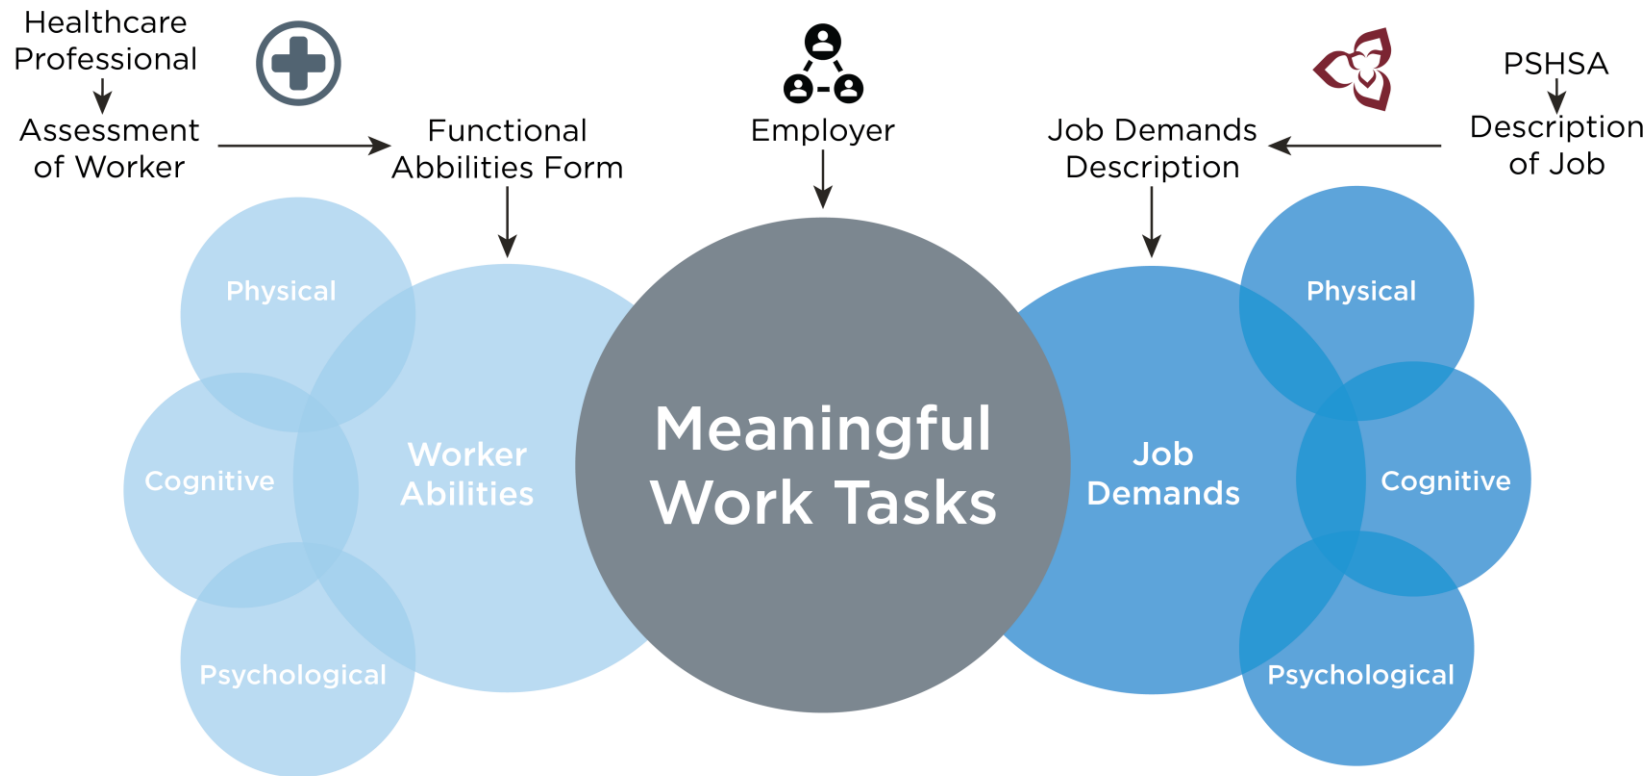 Healthcare
Professional
Assessment
of Worker
Functional
Abbilities Form
Employer
Job Demands
Description
PSHSA
Description
of Job
Physical
Cognitive
Psychological
Worker
Abilities
Meaningful
Work Tasks
Job
Demands
Physical
Cognitive
Psychological